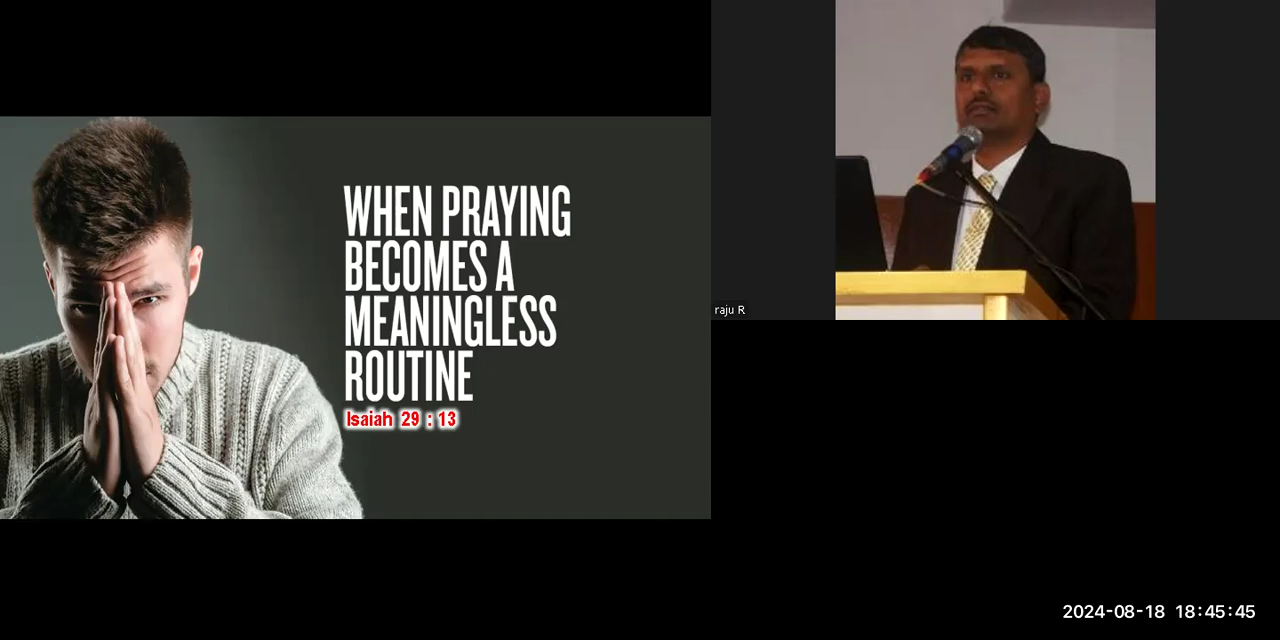 WHEN PRAYING
BECOMES A
MEANINGLESS
ROUTINE
Isaiah 29 : 13
raju R
2024-08-18 18:45:45